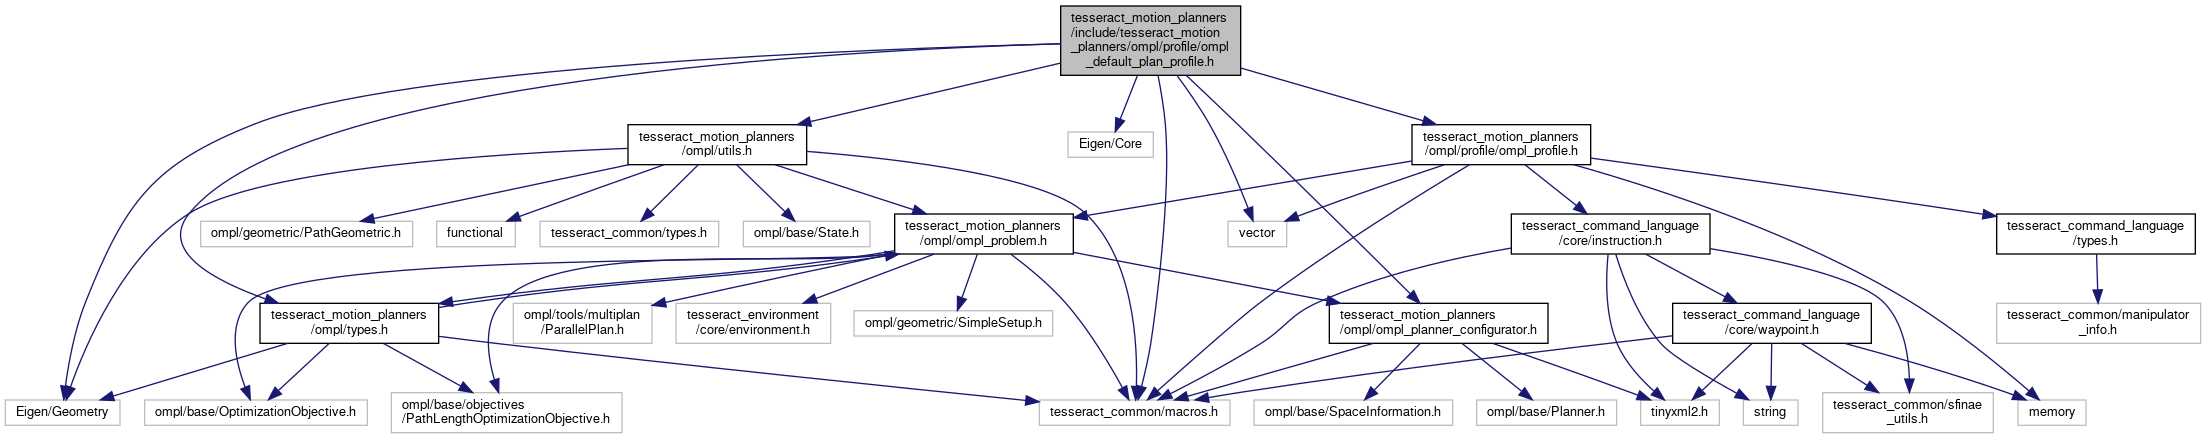 tesseract_motion_planners
/include/tesseract_motion
_planners/ompl/profile/ompl
_default_plan_profile.h
tesseract_motion_planners
/ompl/utils.h
Eigen/Core
tesseract_motion_planners
/ompl/profile/ompl_profile.h
ompl/geometric/PathGeometric.h
functional
tesseract_common/types.h
ompl/base/State.h
tesseract_motion_planners
/ompl/ompl_problem.h
vector
tesseract_command_language
/core/instruction.h
tesseract_command_language
/types.h
tesseract_motion_planners
/ompl/types.h
ompl/tools/multiplan
/ParallelPlan.h
tesseract_environment
/core/environment.h
ompl/geometric/SimpleSetup.h
tesseract_motion_planners
/ompl/ompl_planner_configurator.h
tesseract_command_language
/core/waypoint.h
tesseract_common/manipulator
_info.h
Eigen/Geometry
ompl/base/OptimizationObjective.h
ompl/base/objectives
/PathLengthOptimizationObjective.h
tesseract_common/macros.h
ompl/base/SpaceInformation.h
ompl/base/Planner.h
tinyxml2.h
string
tesseract_common/sfinae
_utils.h
memory